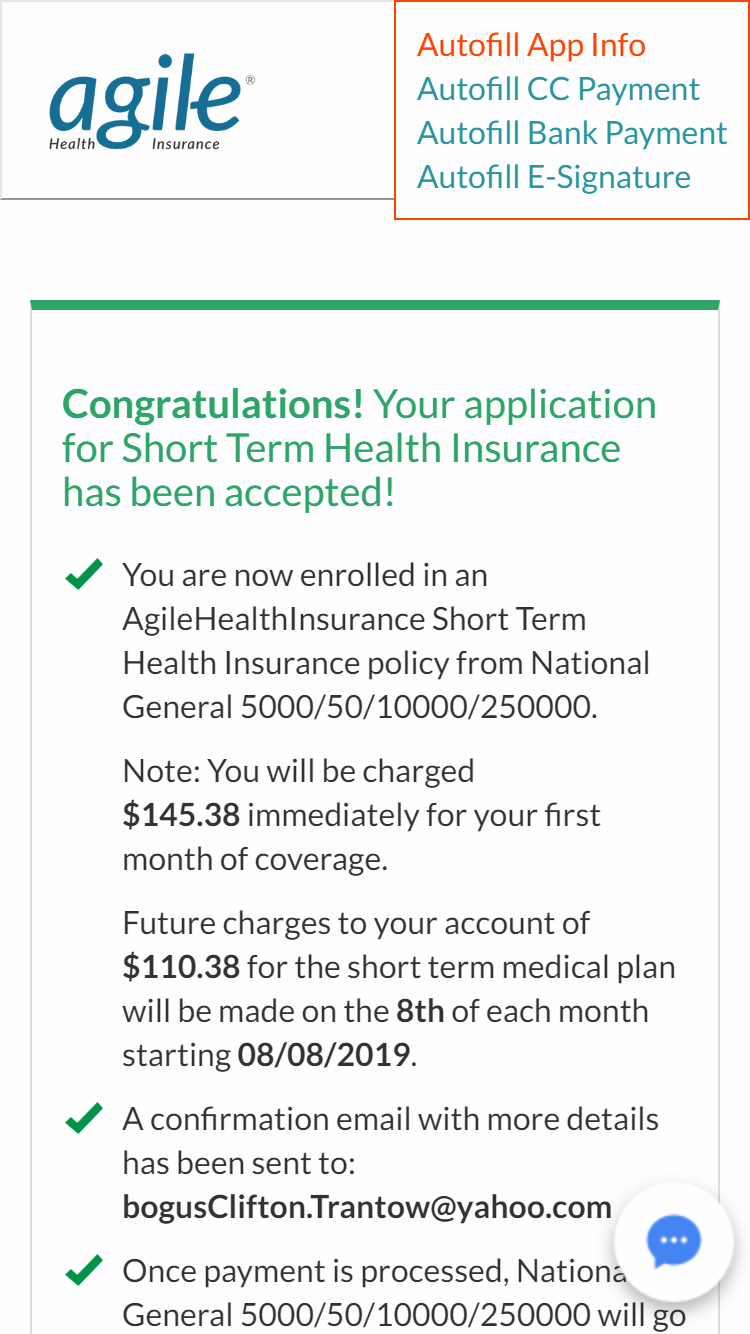 agile®
Health Insurance
Autofill App Info
Autofill CC Payment
Autofill Bank Payment
Autofill E-Signature
Congratulations! Your application
for Short Term Health Insurance
has been accepted!
You are now enrolled in an
AgileHealthInsurance Short Term
Health Insurance policy from National
General 5000/50/10000/250000.
Note: You will be charged
$145.38 immediately for your first
month of coverage.
Future charges to your account of
$110.38 for the short term medical plan
will be made on the 8th of each month
starting 08/08/2019.
A confirmation email with more details
has been sent to:
bogusClifton.Trantow@yahoo.com
Once payment is processed, Nationa
General 5000/50/10000/250000 will go